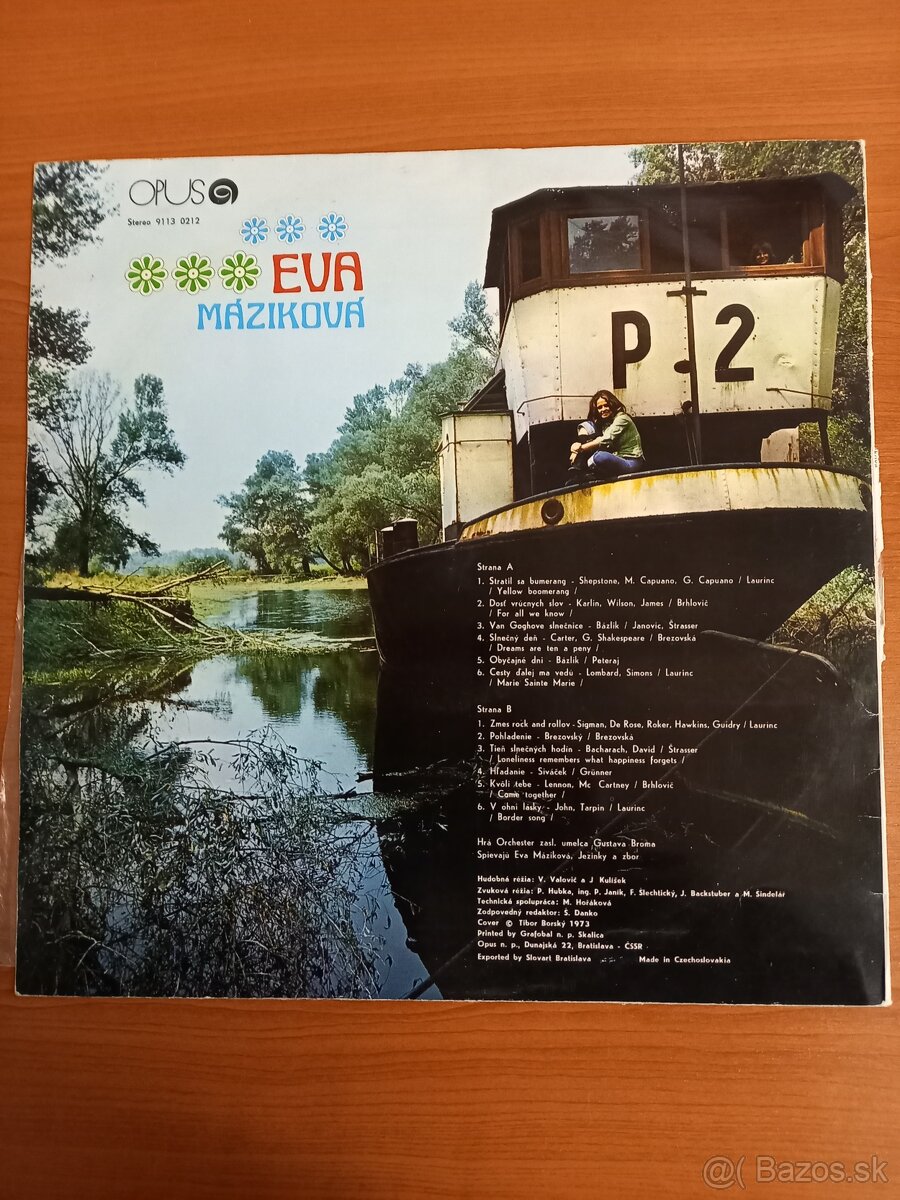 OPUS
Stereo 9113 0212
EVA
MÁZIKOVÁ
P-2
Strana A
1. Stratil sa bumerang - Shepstone, M. Capuano, G. Capuano / Laurinc
/ Yellow boomerang /
2. Dosť vrúcnych slov - Karlin, Wilson, James / Brhlovič
/ For all we know /
3. Van Goghove slnečnice - Bázlik / Janovic, Štrasser
4. Slnečný deň - Carter, G. Shakespeare / Brezovská
/ Dreams are ten a peny /
5. Obyčajné dni - Bázlik / Peteraj
6. Cesty ďalej ma vedú - Lombard, Simons / Laurinc
/ Marie Sainte Marie /
Strana B
1. Zmes rock and rollov - Sigman, De Rose, Roker, Hawkins, Guidry / Laurinc
2. Pohladenie - Brezovský / Brezovská
3. Tieň slnečných hodín - Bacharach, David / Štrasser
/ Loneliness remembers what happiness forgets /
4. Hľadanie - Siváček / Grünner
5. Kvôli tebe - Lennon, Mc Cartney / Brhlovič
/ Come together /
6. V ohni lásky - John, Tarpin / Laurinc
/ Border song /
Hrá Orchester zasl. umelca Gustava Broma
Spievajú Eva Máziková, Jezinky a zbor
Hudobná réžia: V. Valovič a J Kulíšek
Zvuková réžia: P. Hubka, ing. P. Janík, F. Šlechtický, J. Backstuber a M. Šindelář
Technická spolupráca: M. Hořáková
Zodpovedný redaktor: Š. Danko
Cover © Tibor Borský 1973
Printed by Grafobal n. p. Skalica
Opus n. p., Dunajská 22, Bratislava - ČSSR
Exported by Slovart Bratislava Made in Czechoslovakia
@( Bazos.sk